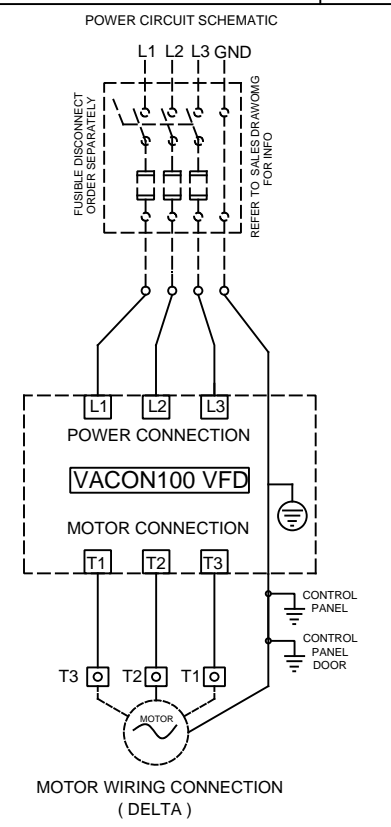 POWER CIRCUIT SCHEMATIC
L1 L2 L3 GND
FUSIBLE DISCONNECT
ORDER SEPARATELY
REFER TO SALES DRAWOMG
FOR INFO
L1 L2 L3
POWER CONNECTION
VACON100 VFD
MOTOR CONNECTION
T1 T2 T3
CONTROL
PANEL
CONTROL
PANEL
DOOR
T3 T2 T1
MOTOR
MOTOR WIRING CONNECTION
( DELTA )